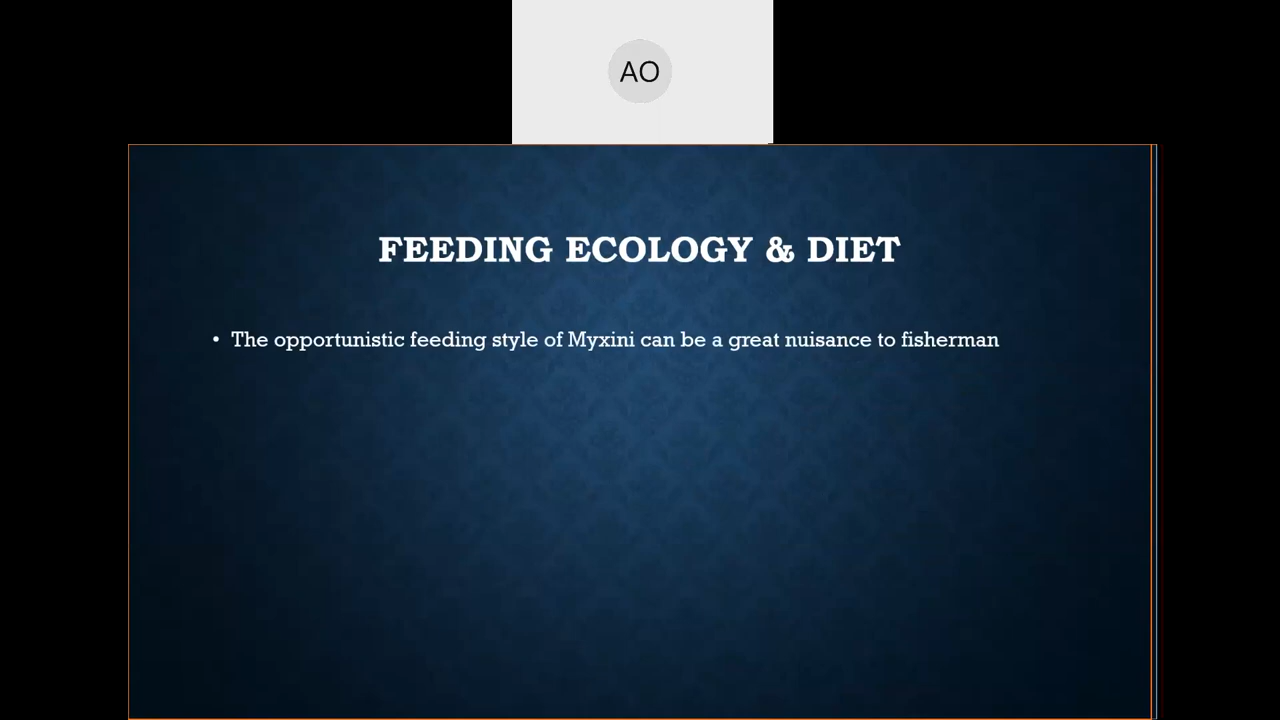 AO
FEEDING ECOLOGY & DIET
• The opportunistic feeding style of Myxini can be a great nuisance to fisherman